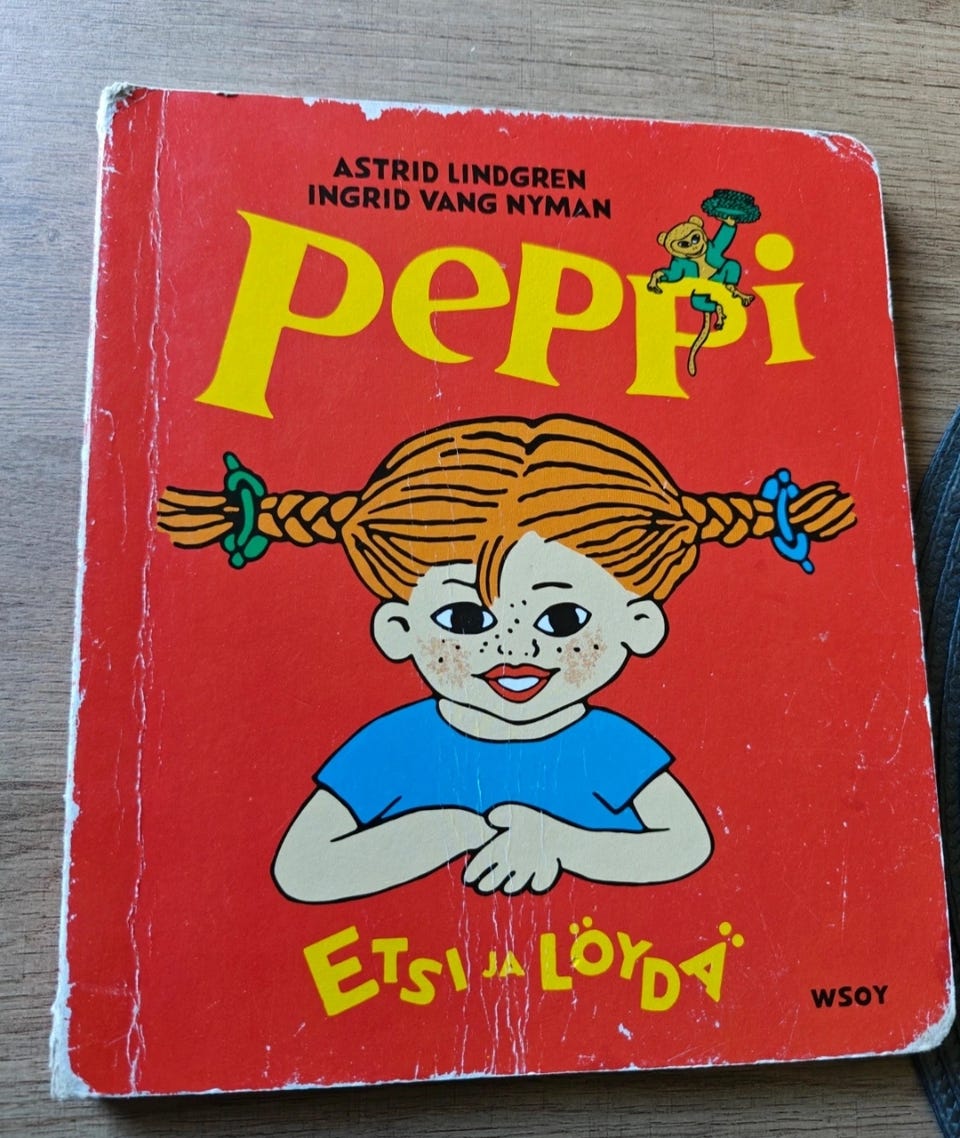 ASTRID LINDGREN
INGRID VANG NYMAN
Peppi
ETSI JA LÖYDÄ
WSOY